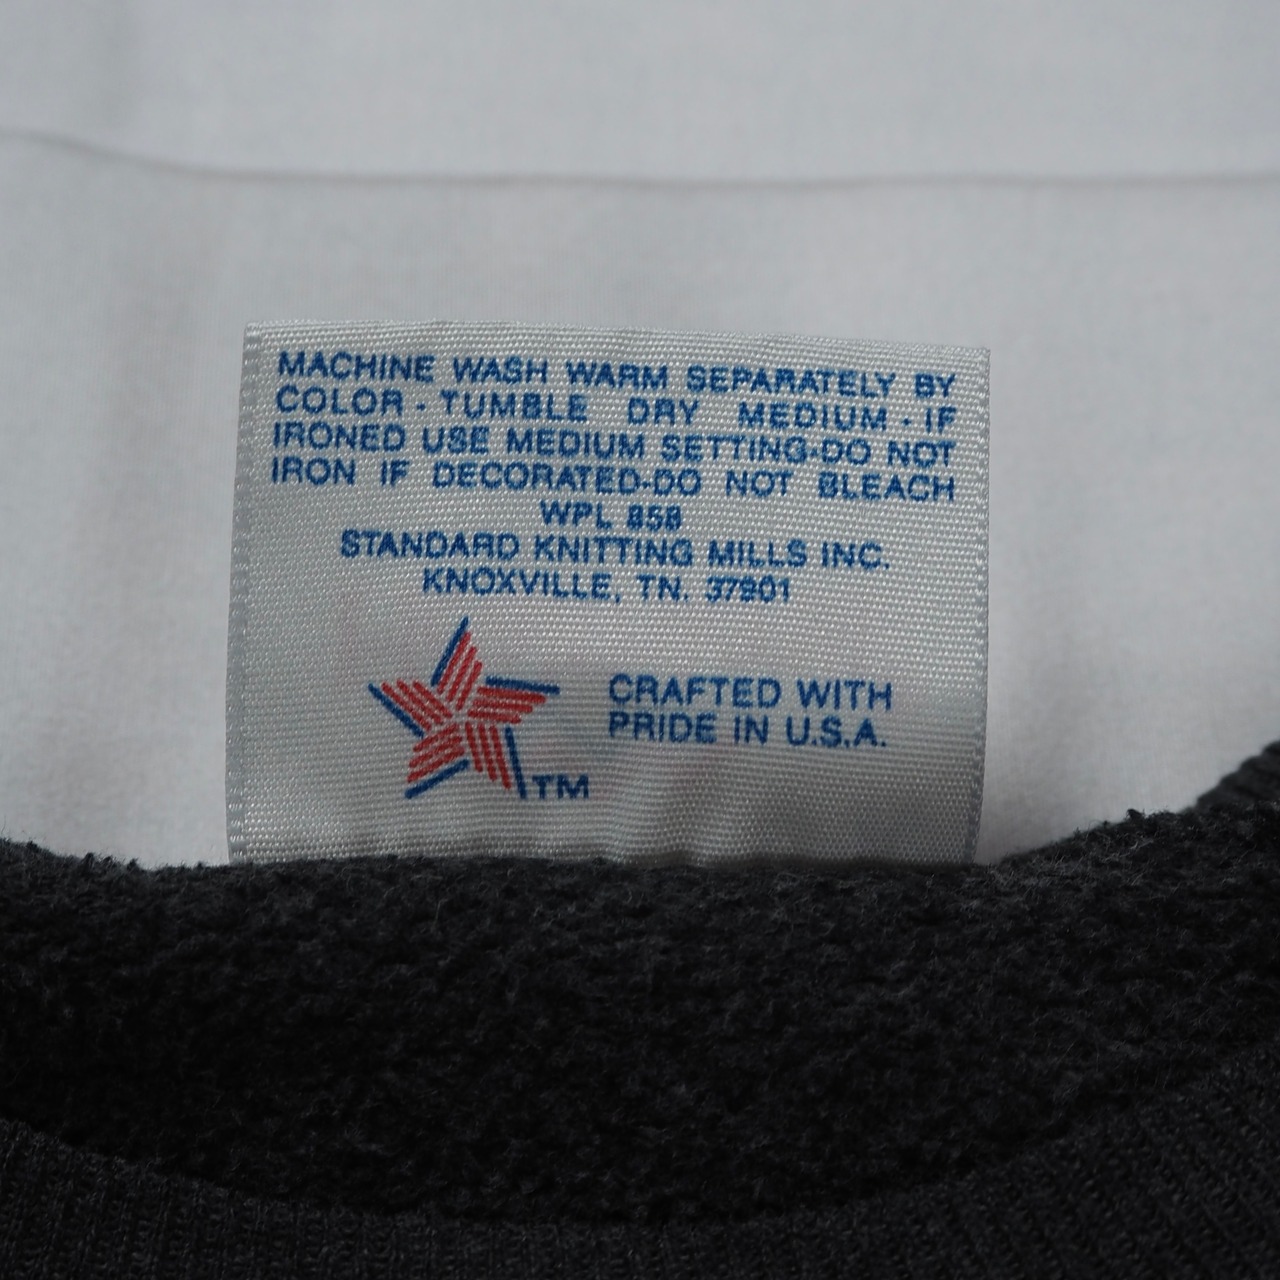 MACHINE WASH WARM SEPARATELY BY
COLOR - TUMBLE DRY MEDIUM - IF
IRONED USE MEDIUM SETTING-DO NOT
IRON IF DECORATED-DO NOT BLEACH
WPL 858
STANDARD KNITTING MILLS INC.
KNOXVILLE, TN. 37901
CRAFTED WITH
PRIDE IN U.S.A.
TM